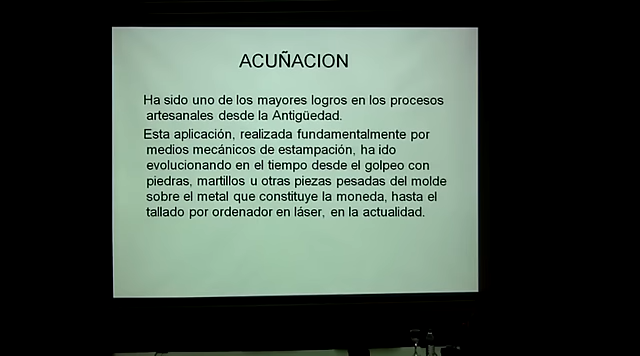 ACUÑACION
Ha sido uno de los mayores logros en los procesos
artesanales desde la Antigüedad.
Esta aplicación, realizada fundamentalmente por
medios mecánicos de estampación, ha ido
evolucionando en el tiempo desde el golpeo con
piedras, martillos u otras piezas pesadas del molde
sobre el metal que constituye la moneda, hasta el
tallado por ordenador en láser, en la actualidad.